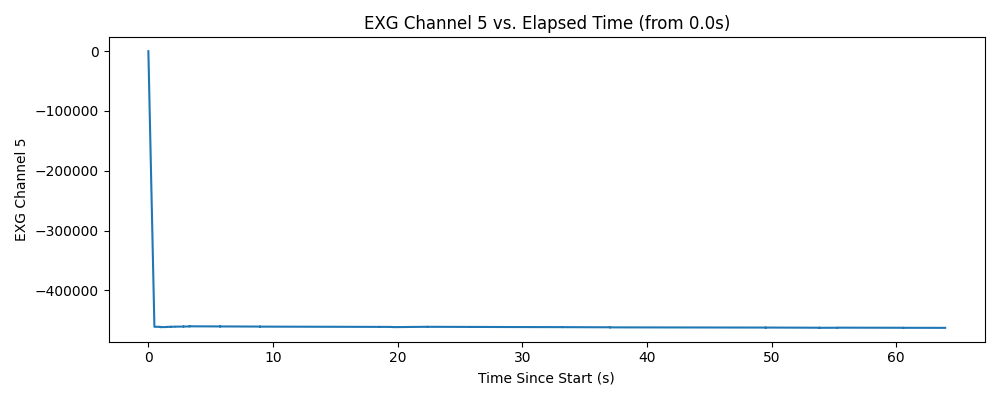 EXG Channel 5 vs. Elapsed Time (from 0.0s)
EXG Channel 5
0
−100000
−200000
−300000
−400000
0 10 20 30 40 50 60
Time Since Start (s)